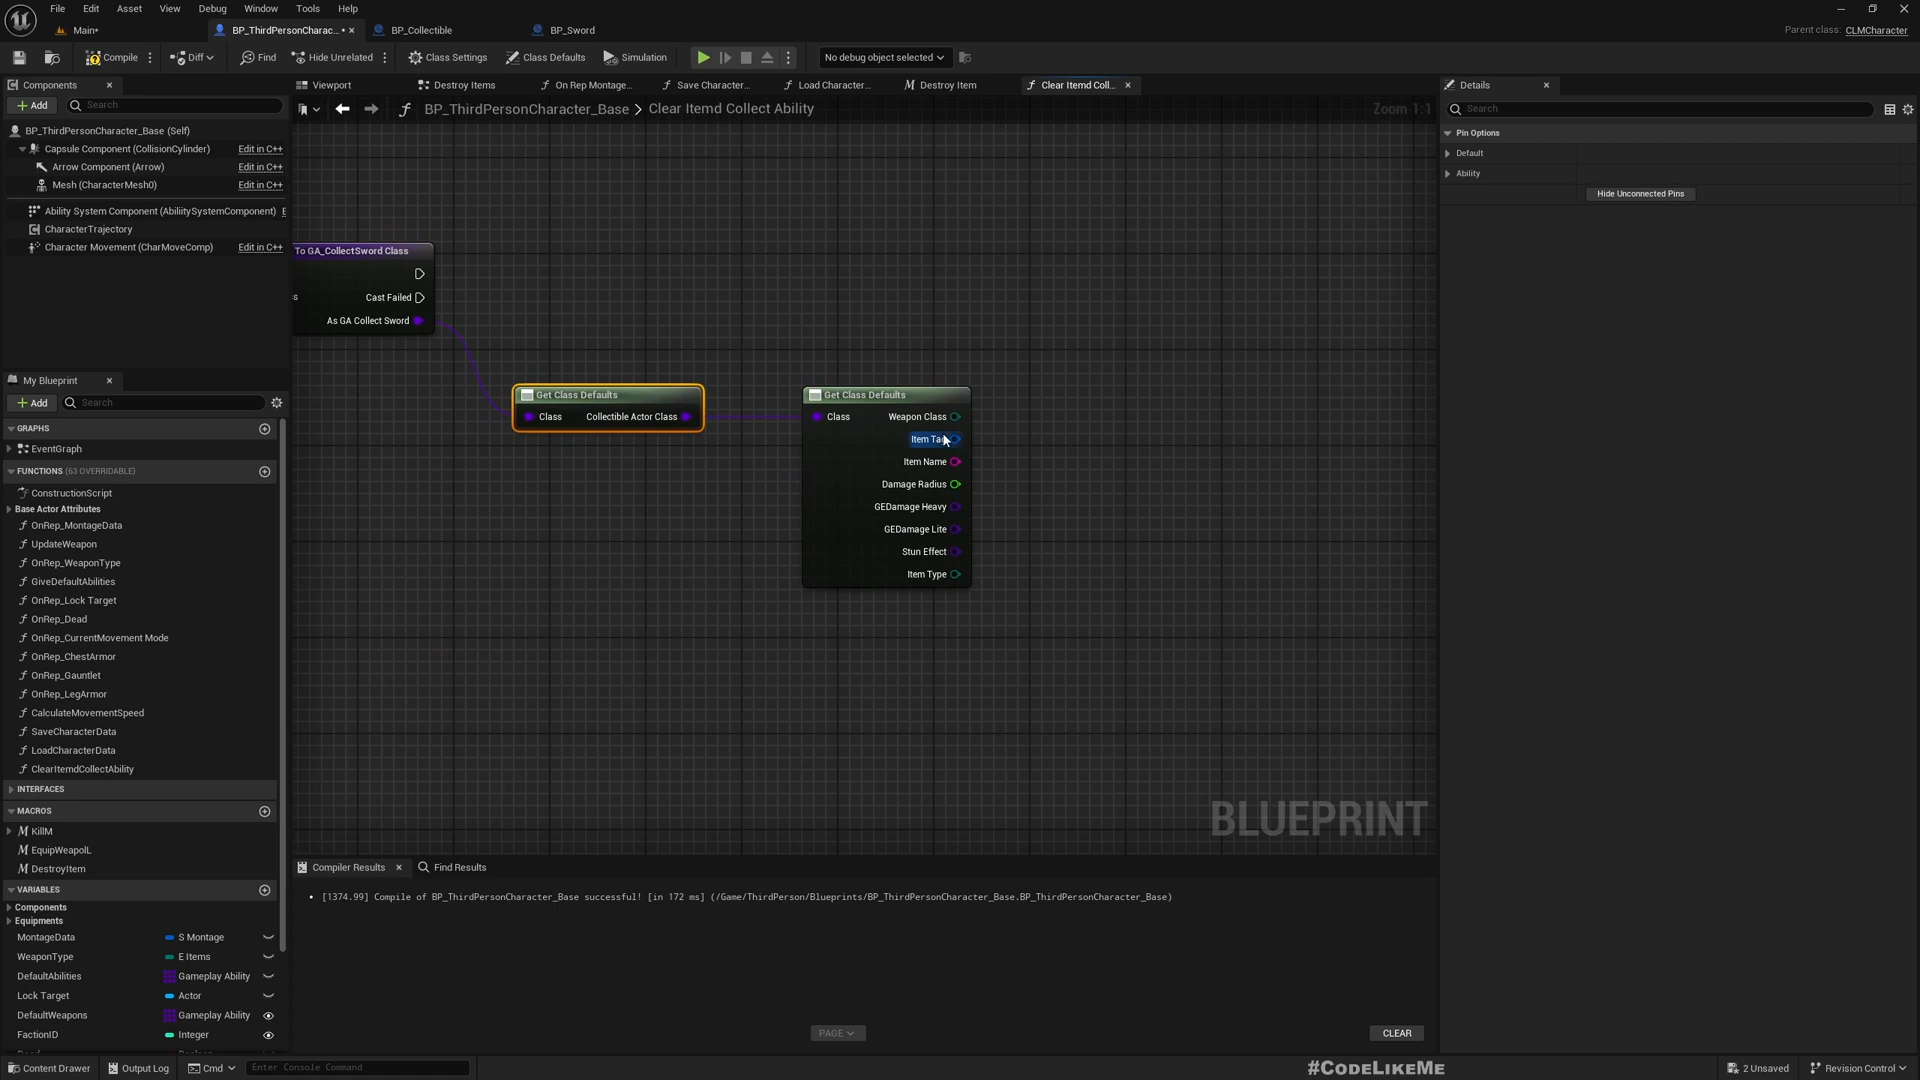 File Edit Asset View Debug Window Tools Help
Main•
BP_ThirdPersonCharac... •
BP_Collectible
BP_Sword
Parent class: CLMCharacter
Compile
Diff
Find
Hide Unrelated
Class Settings
Class Defaults
Simulation
No debug object selected
Components
Add
Search
BP_ThirdPersonCharacter_Base (Self)
Capsule Component (CollisionCylinder) Edit in C++
Arrow Component (Arrow) Edit in C++
Mesh (CharacterMesh0) Edit in C++
Ability System Component (AbiliitySystemComponent) E
CharacterTrajectory
Character Movement (CharMoveComp) Edit in C++
My Blueprint
Add
Search
GRAPHS
EventGraph
FUNCTIONS (63 OVERRIDABLE)
ConstructionScript
Base Actor Attributes
OnRep_MontageData
UpdateWeapon
OnRep_WeaponType
GiveDefaultAbilities
OnRep_Lock Target
OnRep_Dead
OnRep_CurrentMovement Mode
OnRep_ChestArmor
OnRep_Gauntlet
OnRep_LegArmor
CalculateMovementSpeed
SaveCharacterData
LoadCharacterData
ClearItemdCollectAbility
INTERFACES
MACROS
KillM
EquipWeapolL
DestroyItem
VARIABLES
Components
Equipments
MontageData S Montage
WeaponType E Items
DefaultAbilities Gameplay Ability
Lock Target Actor
DefaultWeapons Gameplay Ability
FactionID Integer
Viewport
Destroy Items
On Rep Montage...
Save Character...
Load Character...
Destroy Item
Clear Itemd Coll...
BP_ThirdPersonCharacter_Base > Clear Itemd Collect Ability
Zoom 1:1
To GA_CollectSword Class
s Cast Failed
As GA Collect Sword
Get Class Defaults
Class Collectible Actor Class
Get Class Defaults
Class Weapon Class
Item Tag
Item Name
Damage Radius
GEDamage Heavy
GEDamage Lite
Stun Effect
Item Type
BLUEPRINT
Compiler Results
Find Results
[1374.99] Compile of BP_ThirdPersonCharacter_Base successful! [in 172 ms] (/Game/ThirdPerson/Blueprints/BP_ThirdPersonCharacter_Base.BP_ThirdPersonCharacter_Base)
PAGE
CLEAR
Details
Search
Pin Options
Default
Ability
Hide Unconnected Pins
Content Drawer
Output Log
Cmd
Enter Console Command
#CODELIKEME
2 Unsaved
Revision Control